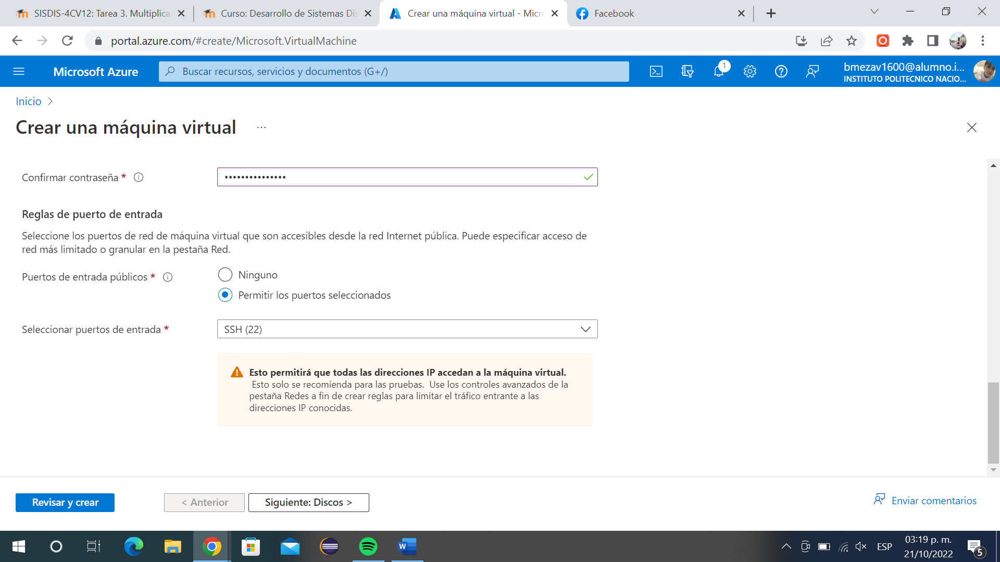 SISDIS-4CV12: Tarea 3. Multiplica
Curso: Desarrollo de Sistemas Dis
Crear una máquina virtual - Micro
Facebook
portal.azure.com/#create/Microsoft.VirtualMachine
Microsoft Azure
Buscar recursos, servicios y documentos (G+/)
1
bmezav1600@alumno.i...
INSTITUTO POLITECNICO NACIO...
Inicio >
Crear una máquina virtual ...
Confirmar contraseña *
•••••••••••••••
Reglas de puerto de entrada
Seleccione los puertos de red de máquina virtual que son accesibles desde la red Internet pública. Puede especificar acceso de
red más limitado o granular en la pestaña Red.
Puertos de entrada públicos *
Ninguno
Permitir los puertos seleccionados
Seleccionar puertos de entrada *
SSH (22)
Esto permitirá que todas las direcciones IP accedan a la máquina virtual.
Esto solo se recomienda para las pruebas. Use los controles avanzados de la
pestaña Redes a fin de crear reglas para limitar el tráfico entrante a las
direcciones IP conocidas.
Revisar y crear
< Anterior
Siguiente: Discos >
Enviar comentarios
W
ESP
03:19 p. m.
21/10/2022
5